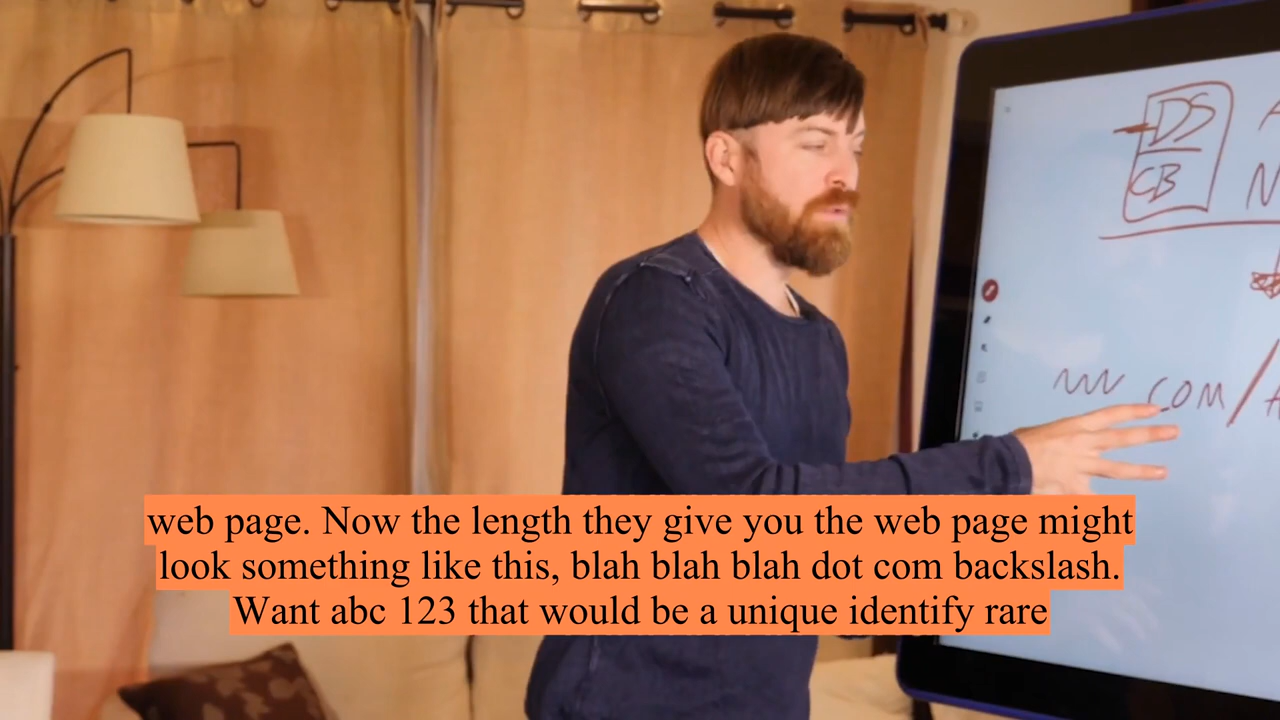 DS
CB
COM/
web page. Now the length they give you the web page might
look something like this, blah blah blah dot com backslash.
Want abc 123 that would be a unique identify rare